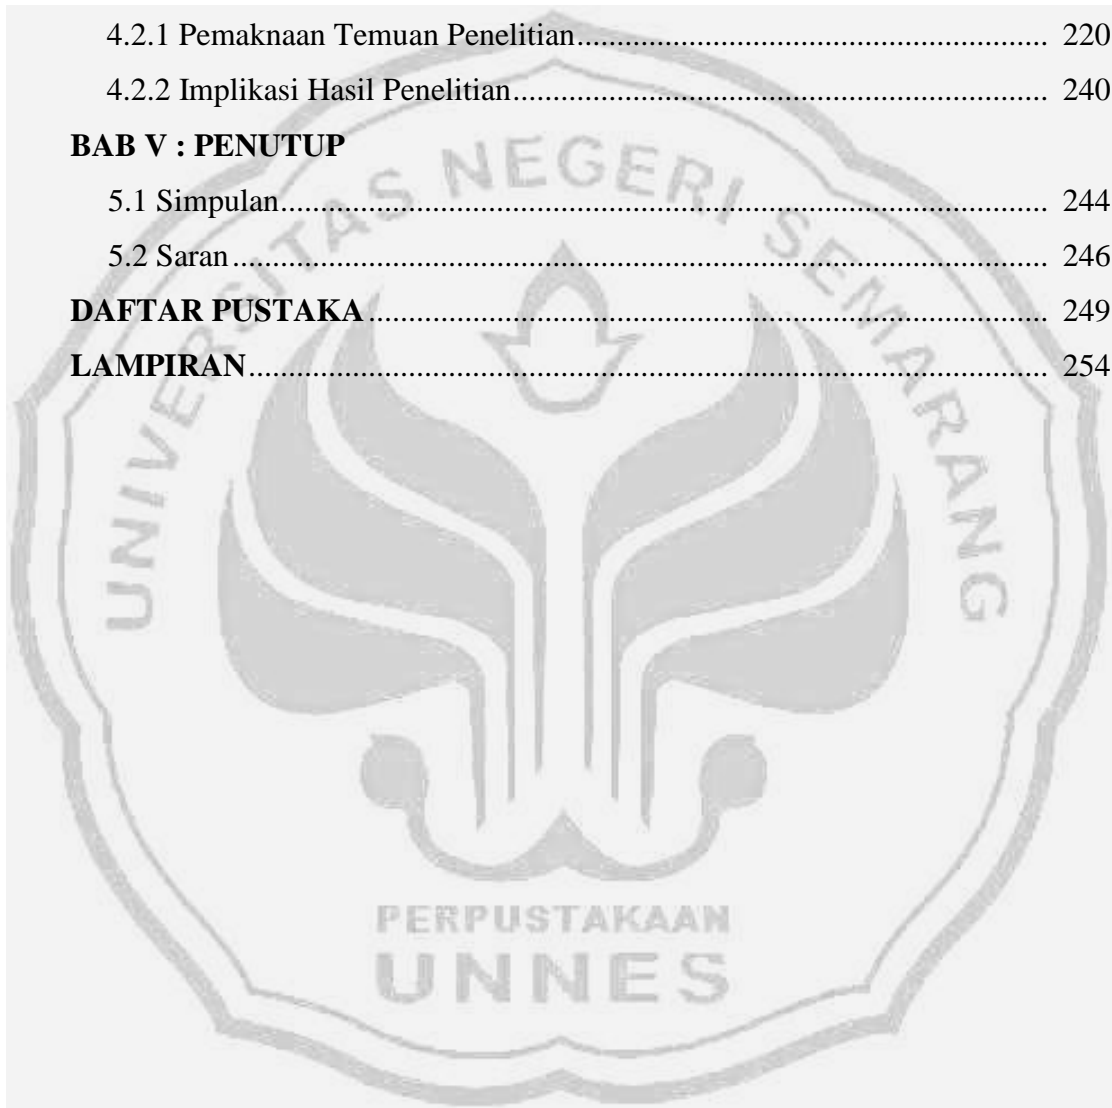 4.2.1 Pemaknaan Temuan Penelitian.......................................................... 220
4.2.2 Implikasi Hasil Penelitian.................................................................. 240
BAB V : PENUTUP
5.1 Simpulan................................................................................................ 244
5.2 Saran...................................................................................................... 246
DAFTAR PUSTAKA.................................................................................... 249
LAMPIRAN................................................................................................... 254
UNIVERSITAS NEGERI SEMARANG
PERPUSTAKAAN
UNNES